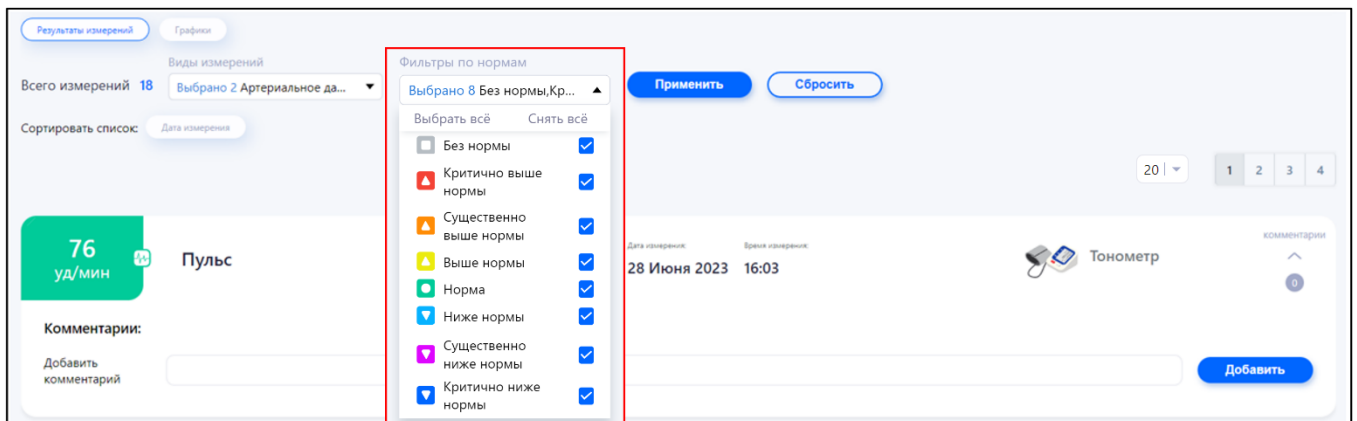 Результаты измерений
Графики
Виды измерений
Фильтры по нормам
Всего измерений 18
Выбрано 2 Артериальное да...
Выбрано 8 Без нормы,Кр...
Применить
Сбросить
Выбрать всё
Снять всё
Сортировать список:
Дата измерения
Без нормы
Критично выше
нормы
Существенно
выше нормы
Выше нормы
Норма
Ниже нормы
Существенно
ниже нормы
Критично ниже
нормы
20
1 2 3 4
76
уд/мин
Пульс
Дата измерения:
Время измерения:
28 Июня 2023
16:03
Тонометр
комментарии
0
Комментарии:
Добавить
комментарий
Добавить